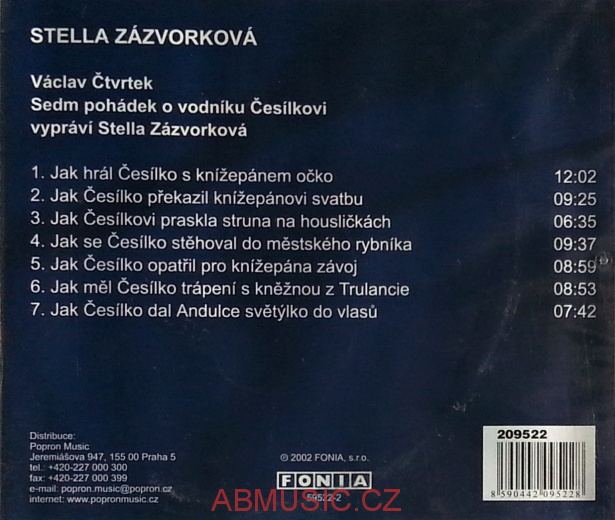 STELLA ZÁZVORKOVÁ
Václav Čtvrtek
Sedm pohádek o vodníku Česílkovi
vypráví Stella Zázvorková
1. Jak hrál Česílko s knížepánem očko 12:02
2. Jak Česílko překazil knížepánovi svatbu 09:25
3. Jak Česílkovi praskla struna na housličkách 06:35
4. Jak se Česílko stěhoval do městského rybníka 09:37
5. Jak Česílko opatřil pro knížepána závoj 08:59
6. Jak měl Česílko trápení s kněžnou z Trulancie 08:53
7. Jak Česílko dal Andulce světýlko do vlasů 07:42
Distribuce:
Popron Music
Jeremiášova 947, 155 00 Praha 5
tel.: +420-227 000 300
fax: +420-227 000 399
e-mail: popron.music@popron.cz
internet: www.popronmusic.cz
℗ 2002 FONIA, s.r.o.
FONIA
59522-2
209522
8 590442 095228
ABMUSIC.CZ